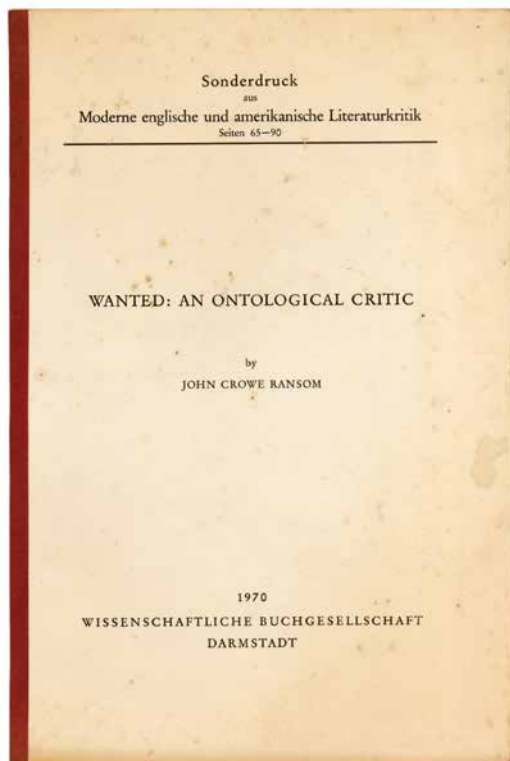 Sonderdruck
aus
Moderne englische und amerikanische Literaturkritik
Seiten 65—90
WANTED: AN ONTOLOGICAL CRITIC
by
JOHN CROWE RANSOM
1970
WISSENSCHAFTLICHE BUCHGESELLSCHAFT
DARMSTADT